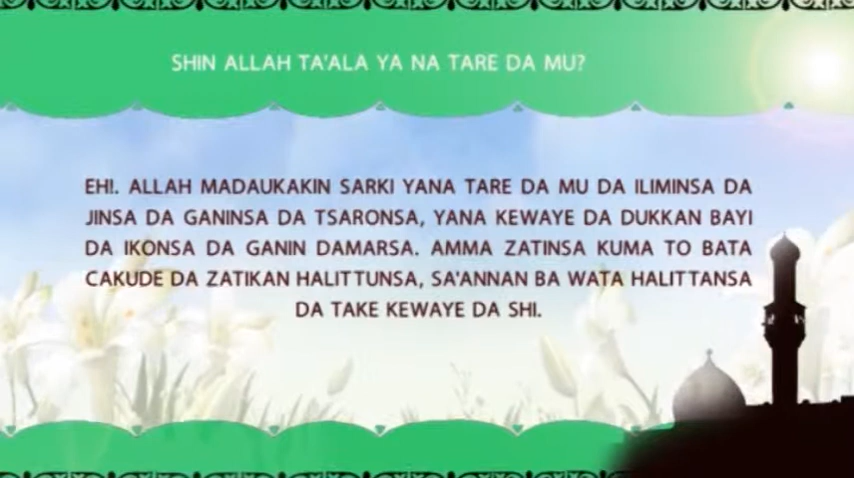 SHIN ALLAH TA'ALA YA NA TARE DA MU?
EH!. ALLAH MADAUKAKIN SARKI YANA TARE DA MU DA ILIMINSA DA
JINSA DA GANINSA DA TSARONSA, YANA KEWAYE DA DUKKAN BAYI
DA IKONSA DA GANIN DAMARSA. AMMA ZATINSA KUMA TO BATA
CAKUDE DA ZATIKAN HALITTUNSA, SA'ANNAN BA WATA HALITTANSA
DA TAKE KEWAYE DA SHI.